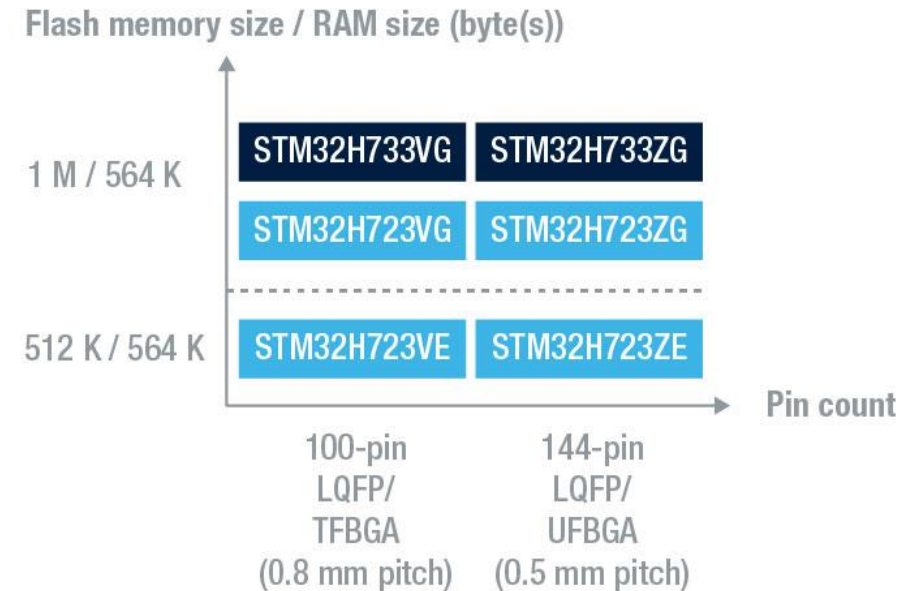 Flash memory size / RAM size (byte(s))
1 M / 564 K
STM32H733VG STM32H733ZG
STM32H723VG STM32H723ZG
512 K / 564 K
STM32H723VE STM32H723ZE
Pin count
100-pin
LQFP/
TFBGA
(0.8 mm pitch)
144-pin
LQFP/
UFBGA
(0.5 mm pitch)